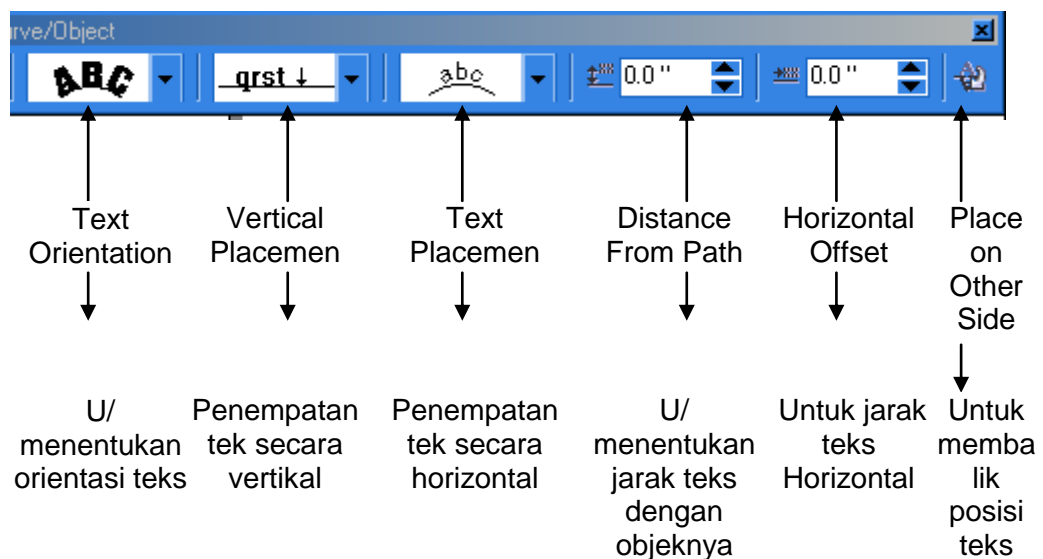 rve/Object
ABC
qrst ↓
abc
0.0 "
0.0 "
Text
Orientation
Vertical
Placemen
Text
Placemen
Distance
From Path
Horizontal
Offset
Place
on
Other
Side
U/
menentukan
orientasi teks
Penempatan
tek secara
vertikal
Penempatan
tek secara
horizontal
U/
menentukan
jarak teks
dengan
objeknya
Untuk jarak
teks
Horizontal
Untuk
memba
lik
posisi
teks